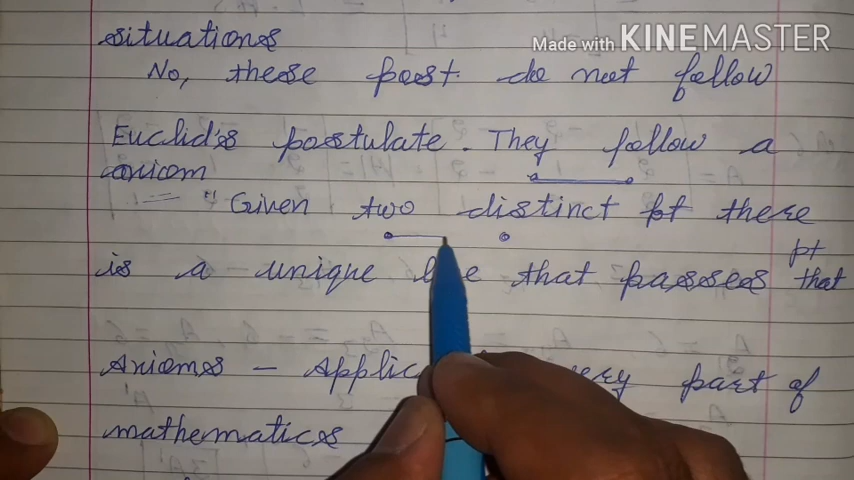 situations
Made with KINEMASTER
No, these post. do not follow
Euclid's postulate. They follow a
axiom
"Given two distinct pt there
is a unique that passes pt that
Axioms - part of
mathematics